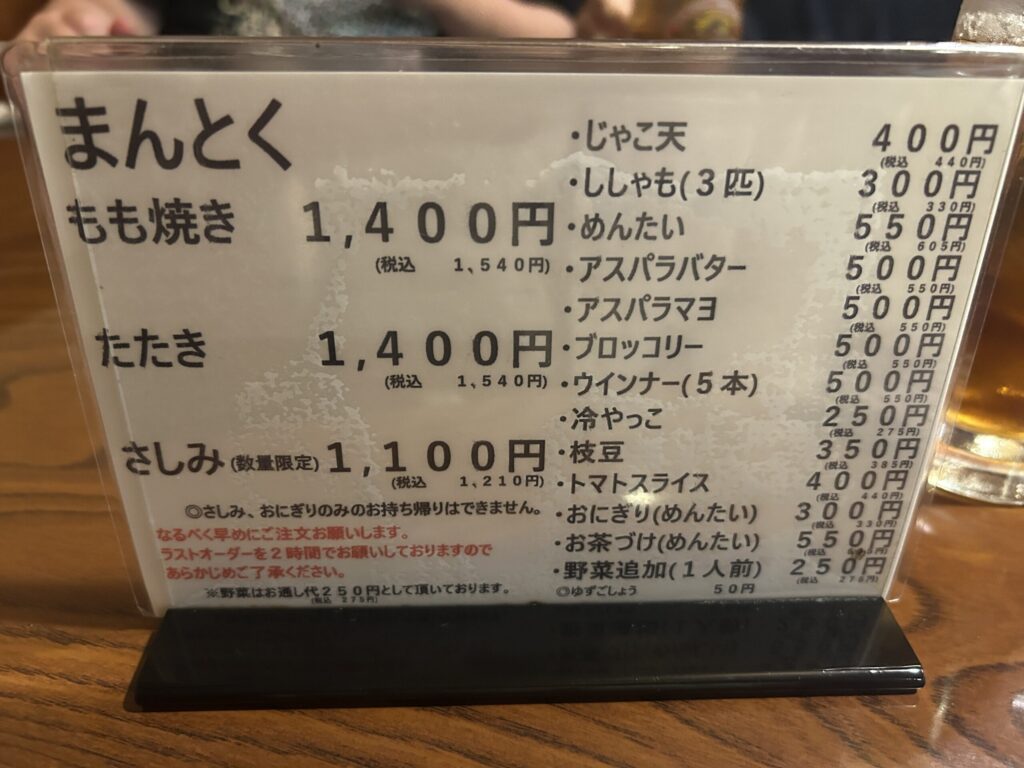 まんとく
もも焼き 1,400円
(税込 1,540円)
たたき 1,400円
(税込 1,540円)
さしみ(数量限定) 1,100円
(税込 1,210円)
◎さしみ、おにぎりのみのお持ち帰りはできません。
なるべく早めにご注文お願いします。
ラストオーダーを2時間でお願いしておりますので
あらかじめご了承ください。
※野菜はお通し代250円として頂いております。
(税込 275円)
・じゃこ天 400円
(税込 440円)
・ししゃも(3匹) 300円
(税込 330円)
・めんたい 550円
(税込 605円)
・アスパラバター 500円
(税込 550円)
・アスパラマヨ 500円
(税込 550円)
・ブロッコリー 500円
(税込 550円)
・ウインナー(5本) 500円
(税込 550円)
・冷やっこ 250円
(税込 275円)
・枝豆 350円
(税込 385円)
・トマトスライス 400円
(税込 440円)
・おにぎり(めんたい) 300円
(税込 330円)
・お茶づけ(めんたい) 550円
(税込
・野菜追加(1人前) 250円
(税込 275円)
◎ゆずごしょう 50円